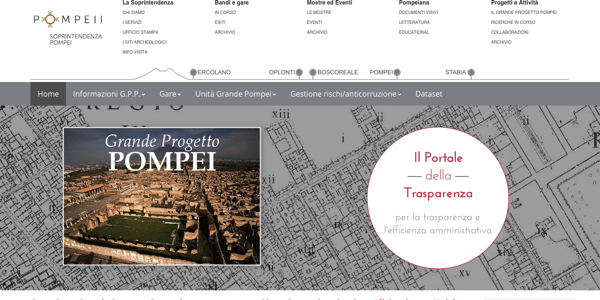 POMPEII
SOPRINTENDENZA
POMPEI
La Soprintendenza
CHI SIAMO
I SERVIZI
UFFICIO STAMPA
I SITI ARCHEOLOGICI
INFO VISITA
Bandi e gare
IN CORSO
ESITI
ARCHIVIO
Mostre ed Eventi
LE MOSTRE
EVENTI
ARCHIVIO
Pompeiana
DOCUMENTI VISIVI
LETTERATURA
EDUCATIONAL
Progetti e Attività
IL GRANDE PROGETTO POMPEI
RICERCHE IN CORSO
COLLABORAZIONI
ARCHIVIO
ERCOLANO OPLONTI BOSCOREALE POMPEI STABIA
Home Informazioni G.P.P. Gare Unità Grande Pompei Gestione rischi/anticorruzione Dataset
xiii
ii
i
xii
Grande Progetto
POMPEI
Il Portale
della
Trasparenza
per la trasparenza e
l'efficienza amministrativa